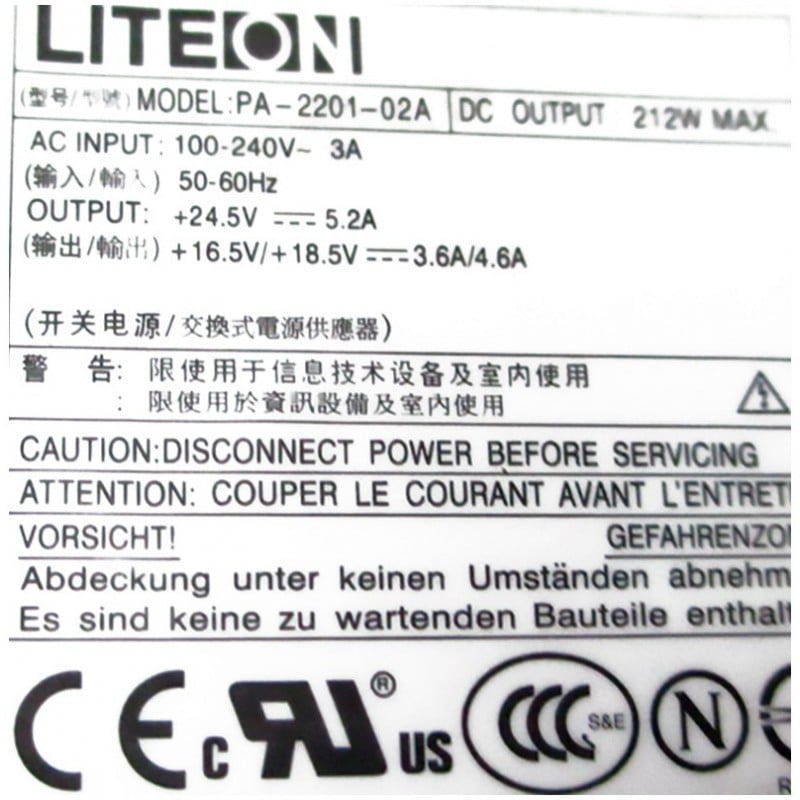 LITEON
(型号/型號) MODEL:PA-2201-02A DC OUTPUT 212W MAX.
AC INPUT: 100-240V~ 3A
(输入/輸入) 50-60Hz
OUTPUT: +24.5V ⎓ 5.2A
(输出/輸出) +16.5V/+18.5V ⎓ 3.6A/4.6A
(开关电源/交換式電源供應器)
警 告: 限使用于信息技术设备及室内使用
: 限使用於資訊設備及室內使用
CAUTION:DISCONNECT POWER BEFORE SERVICING
ATTENTION: COUPER LE COURANT AVANT L'ENTRETI
VORSICHT! GEFAHRENZO
Abdeckung unter keinen Umständen abnehm
Es sind keine zu wartenden Bauteile enthalt
CE c RU ® US CCC S&E N